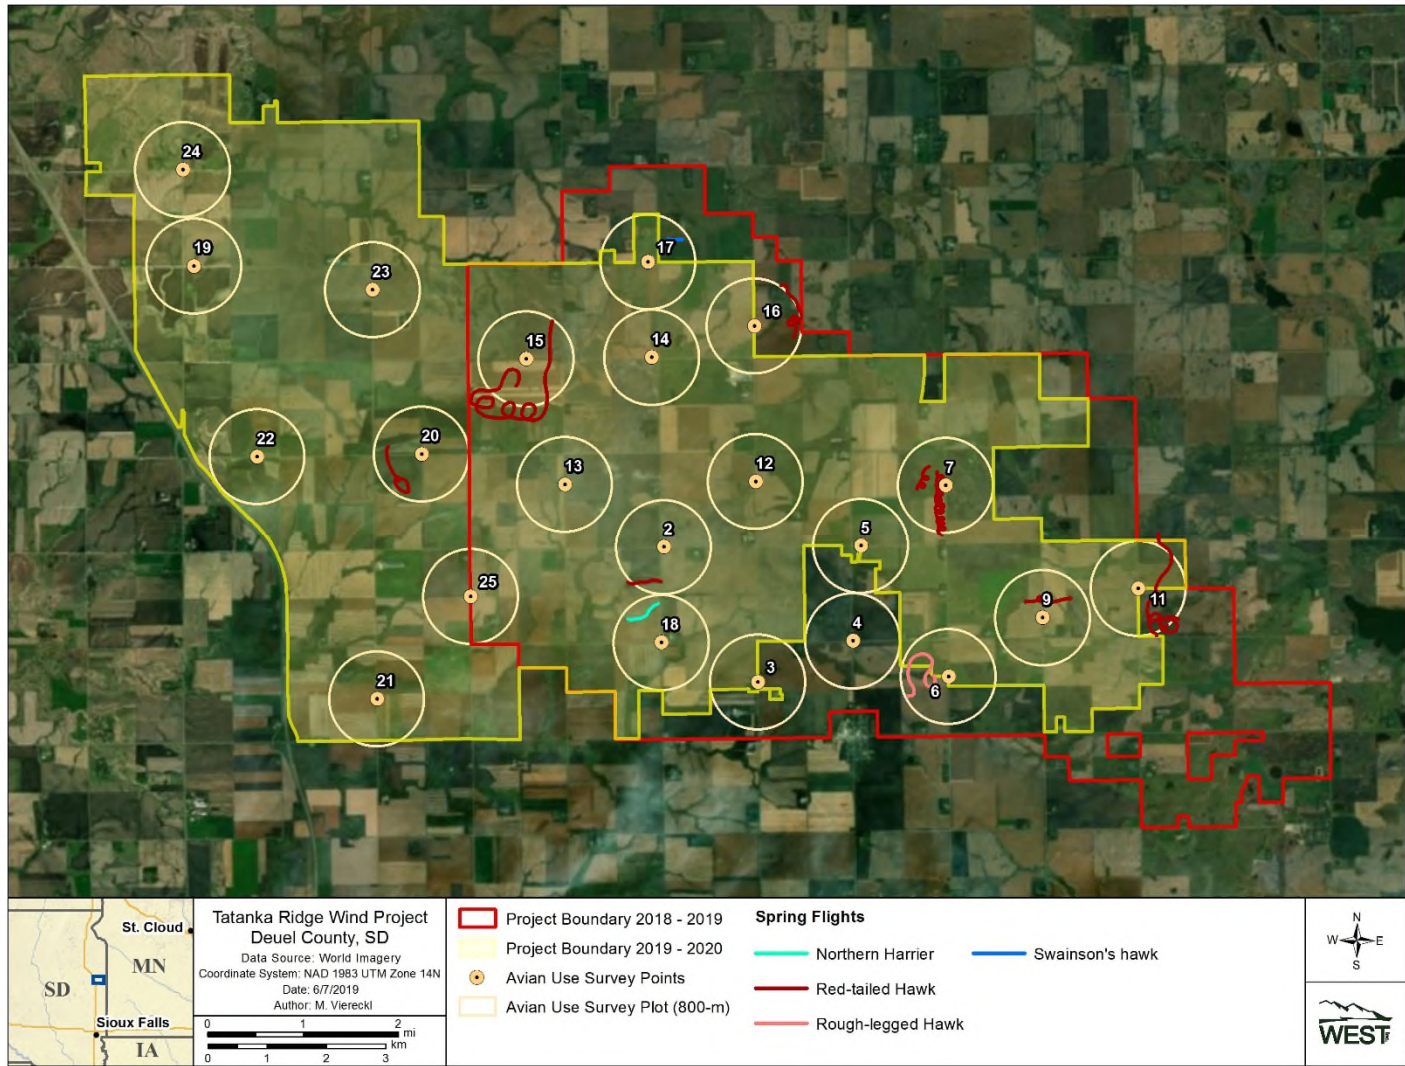 24
19
17
23
16
15
14
20
22
12
13
7
2
5
25
11
9
18
4
3
6
21
St. Cloud
MN
SD
Sioux Falls
IA
Tatanka Ridge Wind Project
Deuel County, SD
Data Source: World Imagery
Coordinate System: NAD 1983 UTM Zone 14N
Date: 6/7/2019
Author: M. Viereckl
0 1 2
mi
km
0 1 2 3
Project Boundary 2018 - 2019
Project Boundary 2019 - 2020
Avian Use Survey Points
Avian Use Survey Plot (800-m)
Spring Flights
Northern Harrier
Swainson's hawk
Red-tailed Hawk
Rough-legged Hawk
N
W E
S
WEST